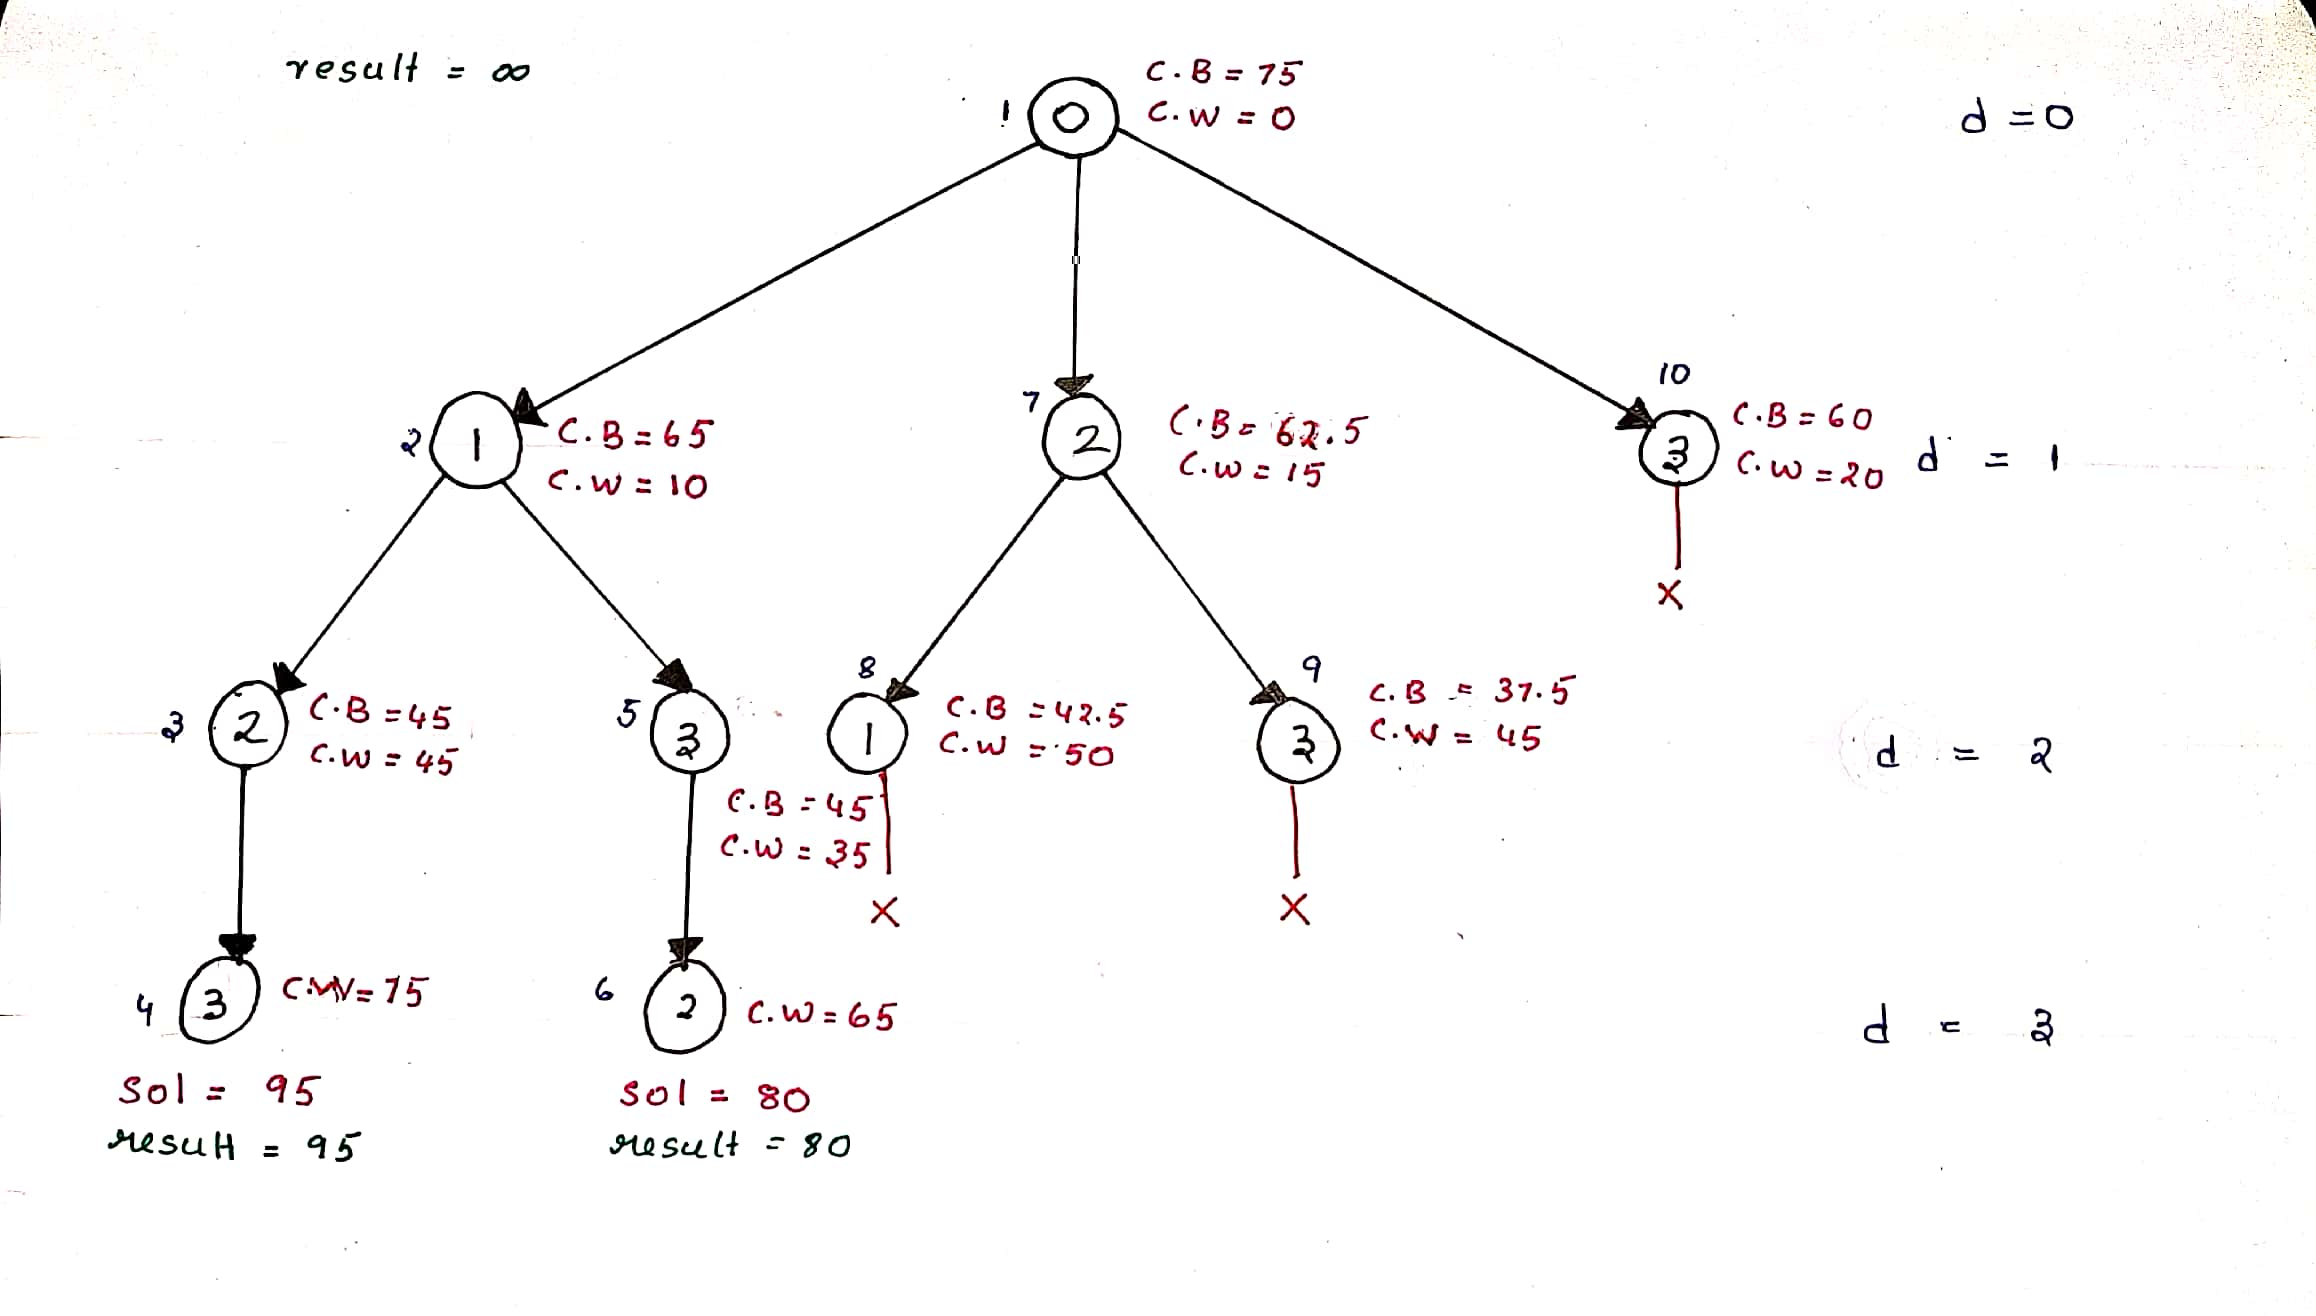 result = ∞
C.B = 75
1 0 C.W = 0
d = 0
10
2 1 C.B = 65
C.W = 10
7 2 C.B = 62.5
C.W = 15
3 C.B = 60
C.W = 20
d = 1
X
3 2 C.B = 45
C.W = 45
5 3
C.B = 45
C.W = 35
8
1 C.B = 42.5
C.W = 50
X
9
3 C.B = 37.5
C.W = 45
X
d = 2
4 3 C.W = 75
sol = 95
result = 95
6 2 C.W = 65
sol = 80
result = 80
d = 3